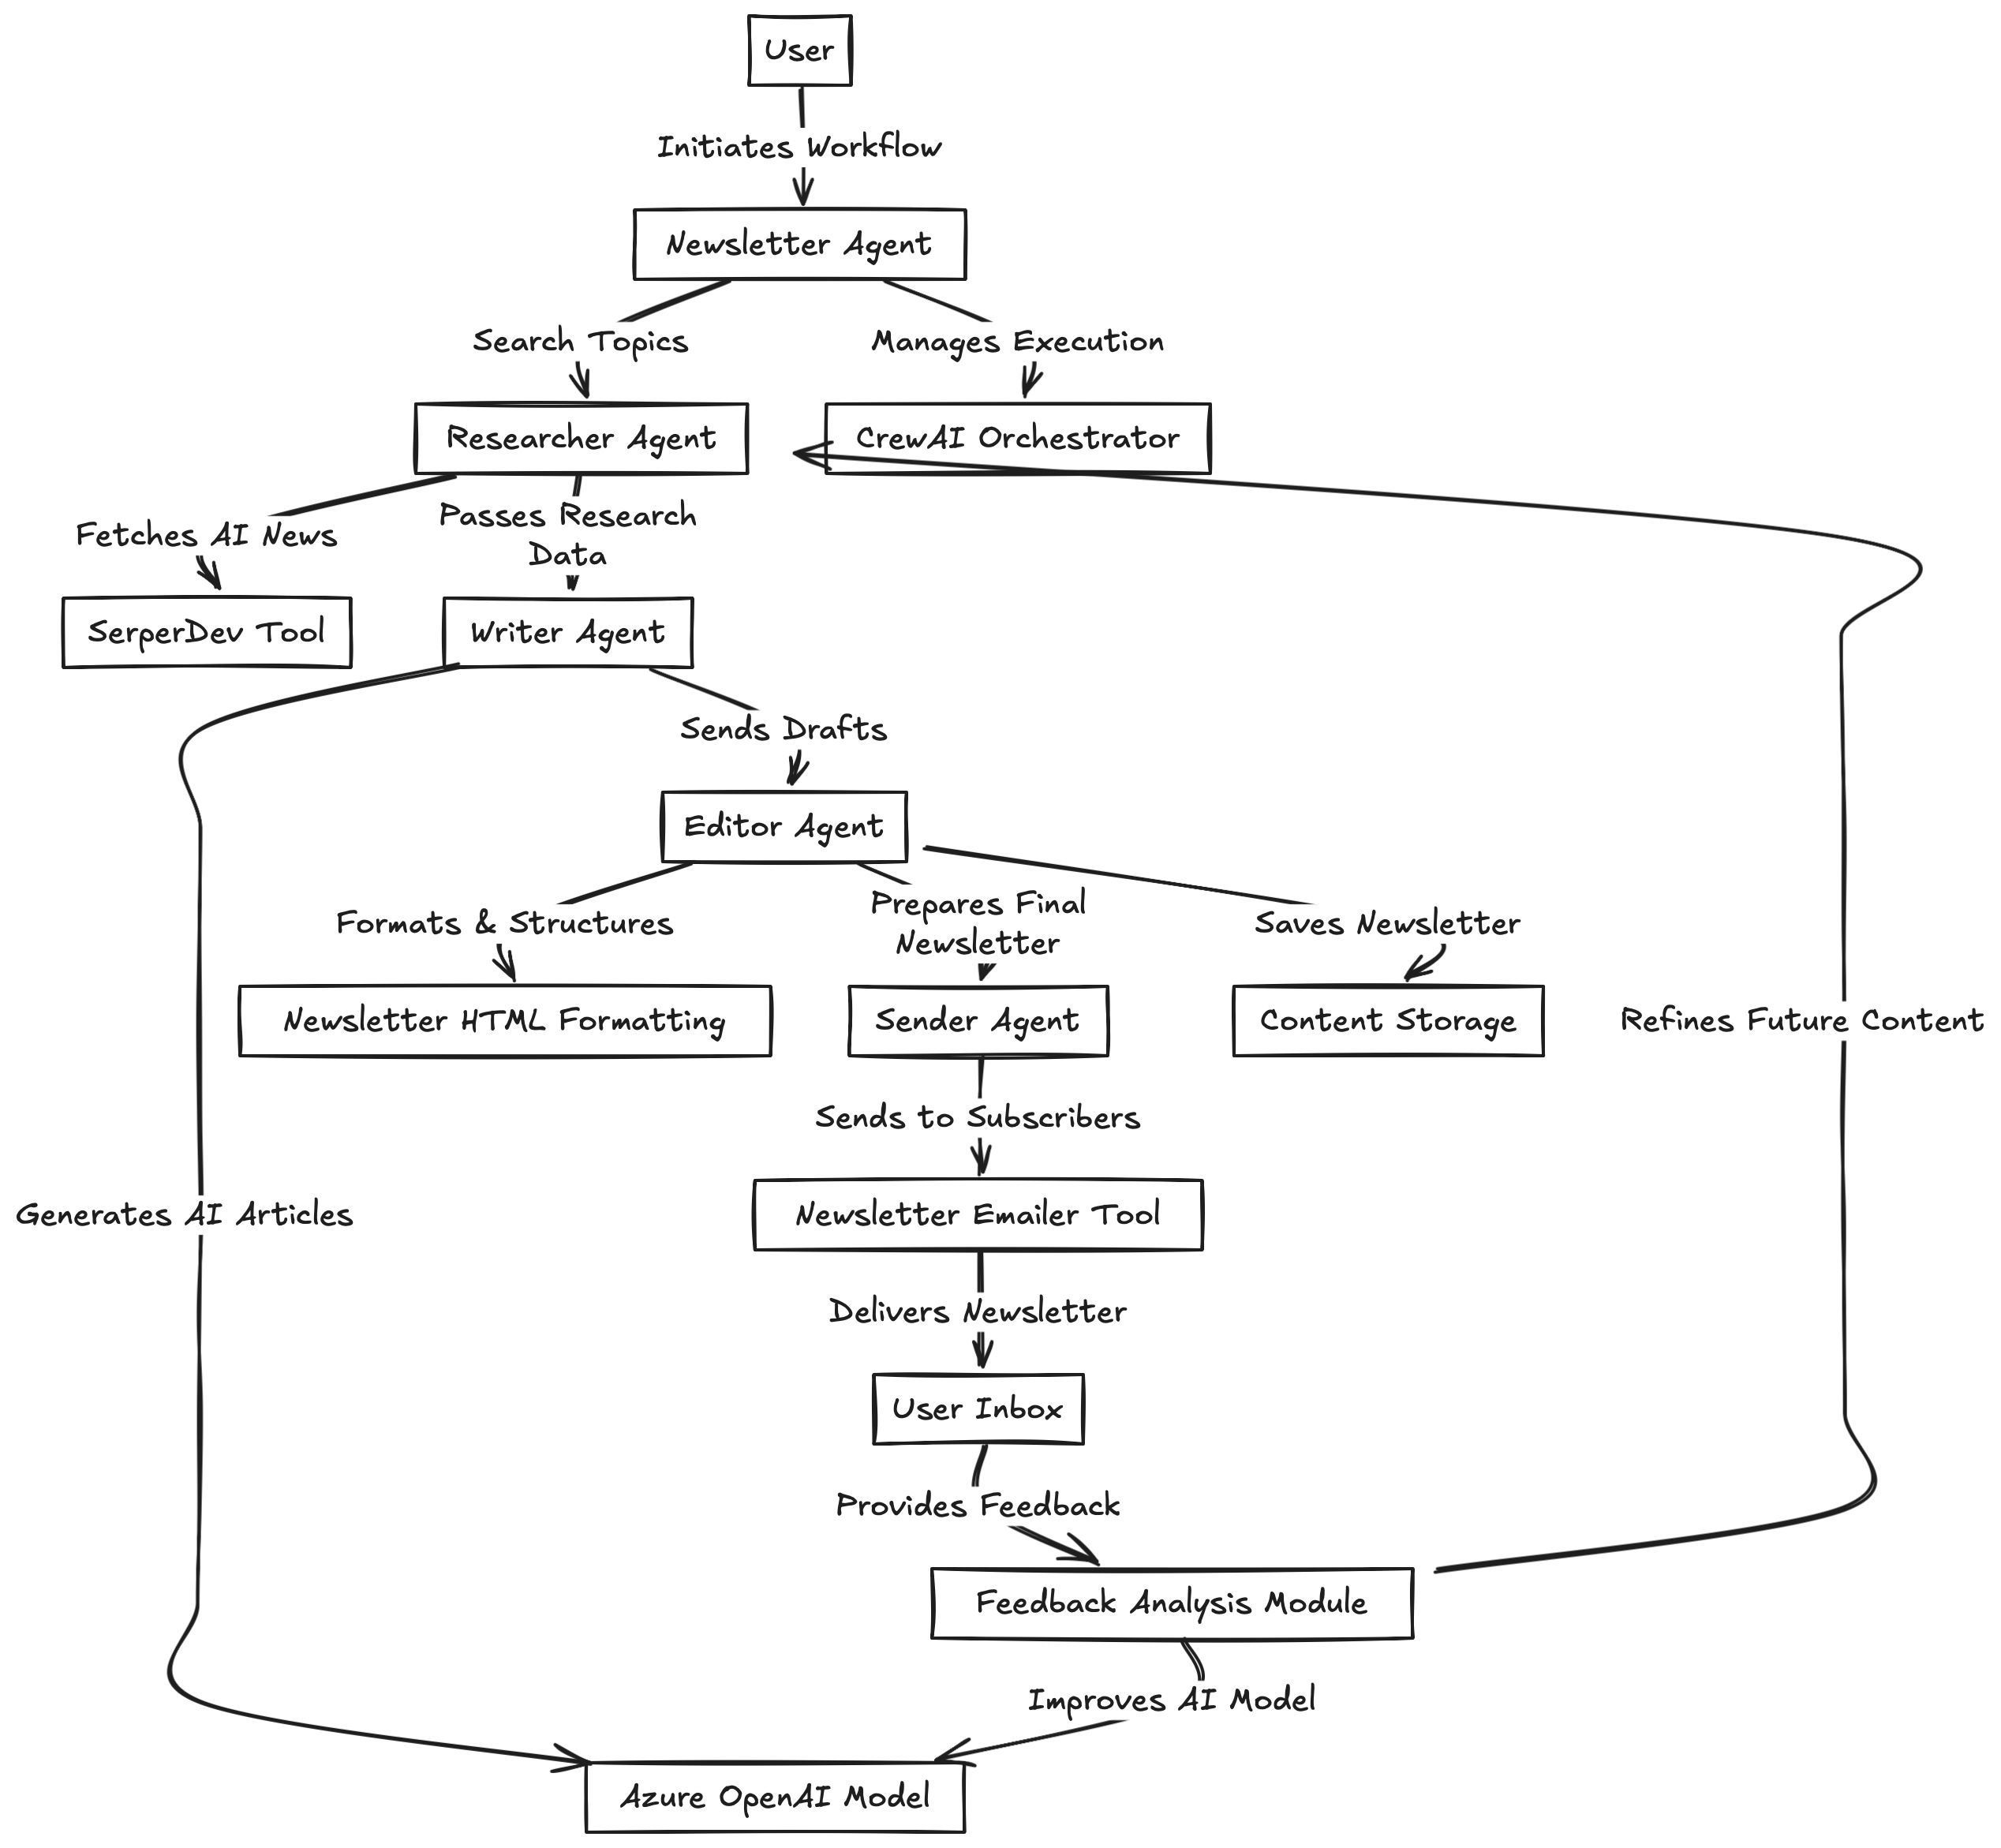 User
Initiates Workflow
Newsletter Agent
Search Topics
Manages Execution
Researcher Agent
CrewAI Orchestrator
Fetches AI News
Passes Research
Data
SerperDev Tool
Writer Agent
Sends Drafts
Editor Agent
Formats & Structures
Prepares Final
Newsletter
Saves Newsletter
Newsletter HTML Formatting
Sender Agent
Content Storage
Refines Future Content
Sends to Subscribers
Generates AI Articles
Newsletter Emailer Tool
Delivers Newsletter
User Inbox
Provides Feedback
Feedback Analysis Module
Improves AI Model
Azure OpenAI Model